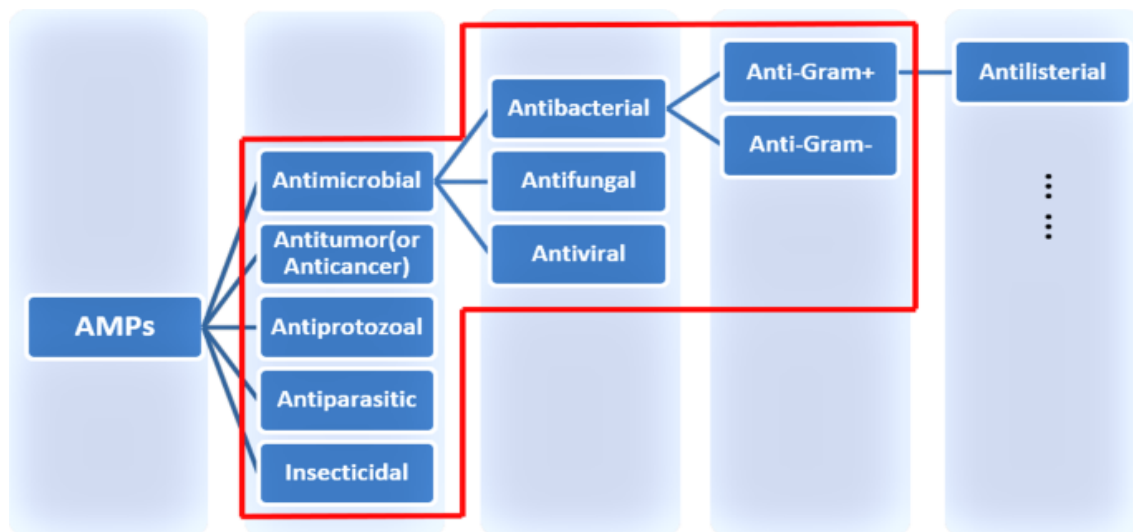 AMPs
Antimicrobial
Antitumor(or
Anticancer)
Antiprotozoal
Antiparasitic
Insecticidal
Antibacterial
Antifungal
Antiviral
Anti-Gram+
Anti-Gram-
Antilisterial
... ...